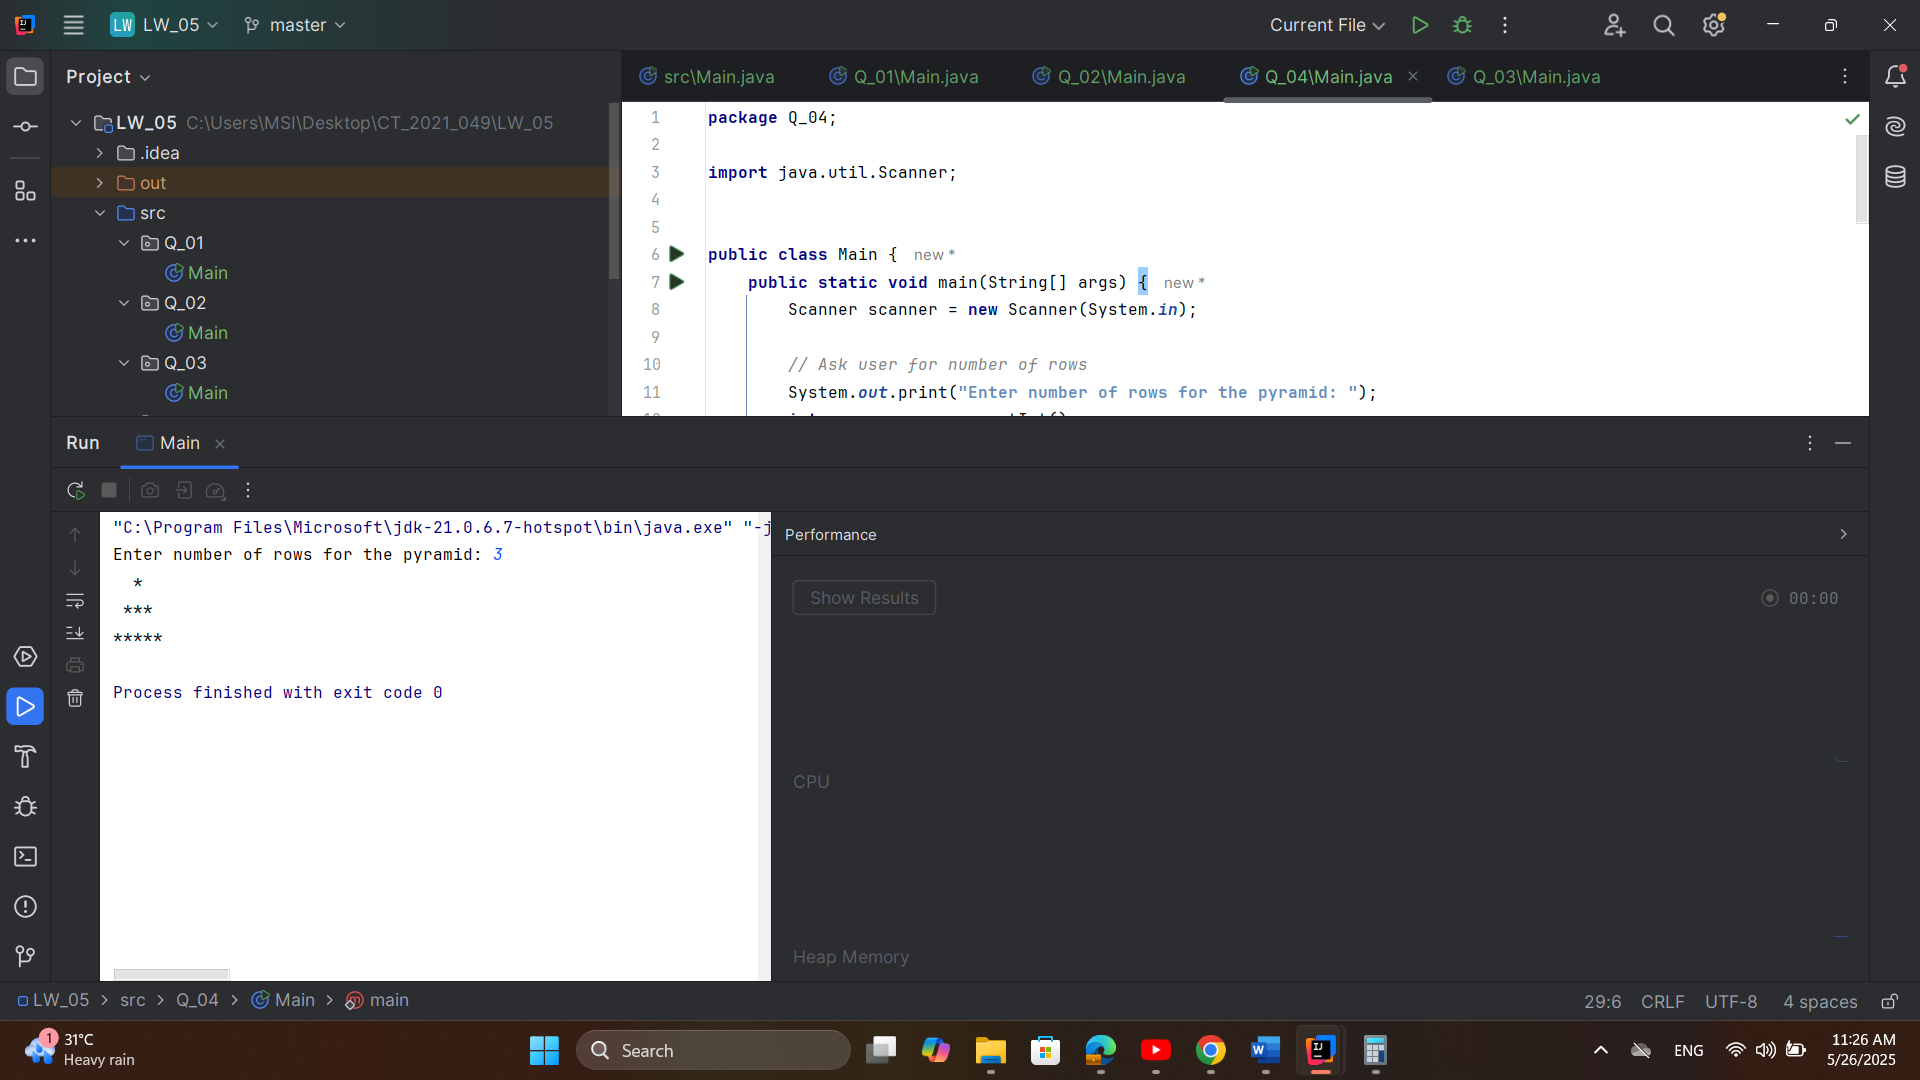 LW LW_05 master Current File
Project
src\Main.java Q_01\Main.java Q_02\Main.java Q_04\Main.java Q_03\Main.java
LW_05 C:\Users\MSI\Desktop\CT_2021_049\LW_05
.idea
out
src
Q_01
Main
Q_02
Main
Q_03
Main
1 package Q_04;
2
3 import java.util.Scanner;
4
5
6 public class Main { new *
7 public static void main(String[] args) { new *
8 Scanner scanner = new Scanner(System.in);
9
10 // Ask user for number of rows
11 System.out.print("Enter number of rows for the pyramid: ");
Run Main
"C:\Program Files\Microsoft\jdk-21.0.6.7-hotspot\bin\java.exe" "-j
Enter number of rows for the pyramid: 3
*
***
*****
Process finished with exit code 0
Performance
Show Results 00:00
CPU
Heap Memory
LW_05 > src > Q_04 > Main > main 29:6 CRLF UTF-8 4 spaces
1 31°C
Heavy rain
Search
ENG
11:26 AM
5/26/2025